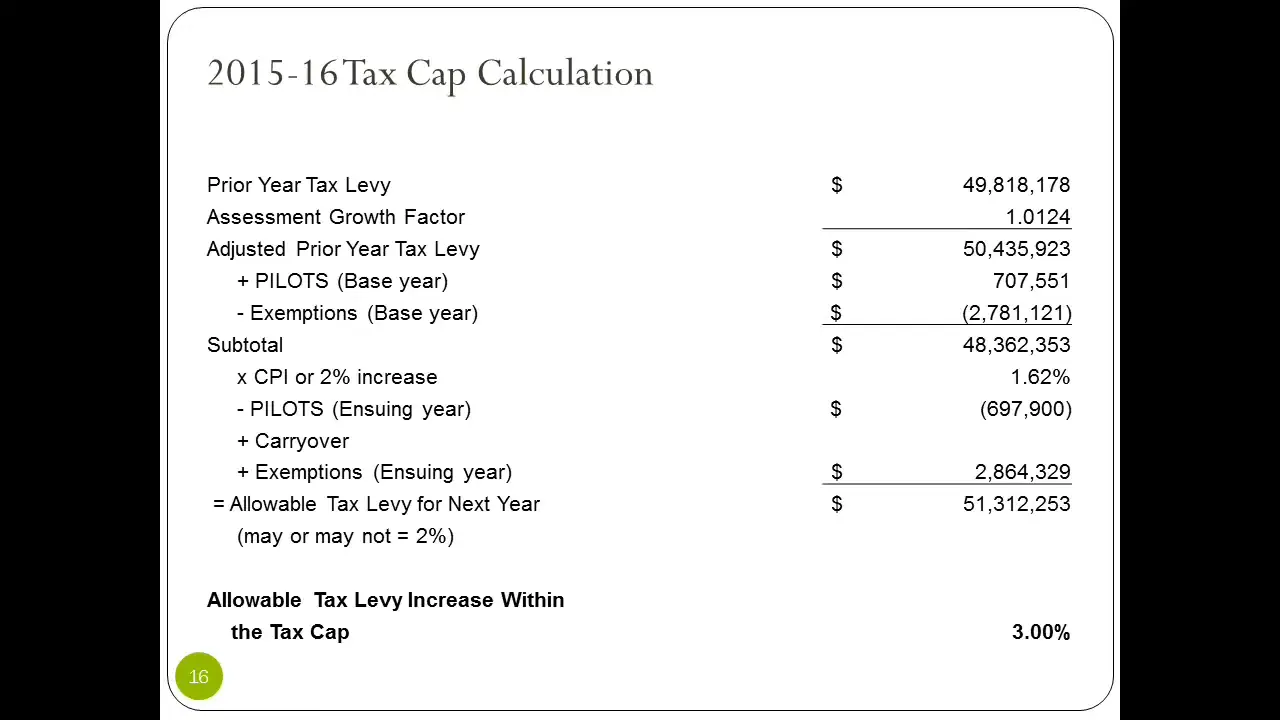 2015-16 Tax Cap Calculation
Prior Year Tax Levy $ 49,818,178
Assessment Growth Factor 1.0124
Adjusted Prior Year Tax Levy $ 50,435,923
+ PILOTS (Base year) $ 707,551
- Exemptions (Base year) $ (2,781,121)
Subtotal $ 48,362,353
x CPI or 2% increase 1.62%
- PILOTS (Ensuing year) $ (697,900)
+ Carryover
+ Exemptions (Ensuing year) $ 2,864,329
= Allowable Tax Levy for Next Year $ 51,312,253
(may or may not = 2%)
Allowable Tax Levy Increase Within
the Tax Cap 3.00%
16